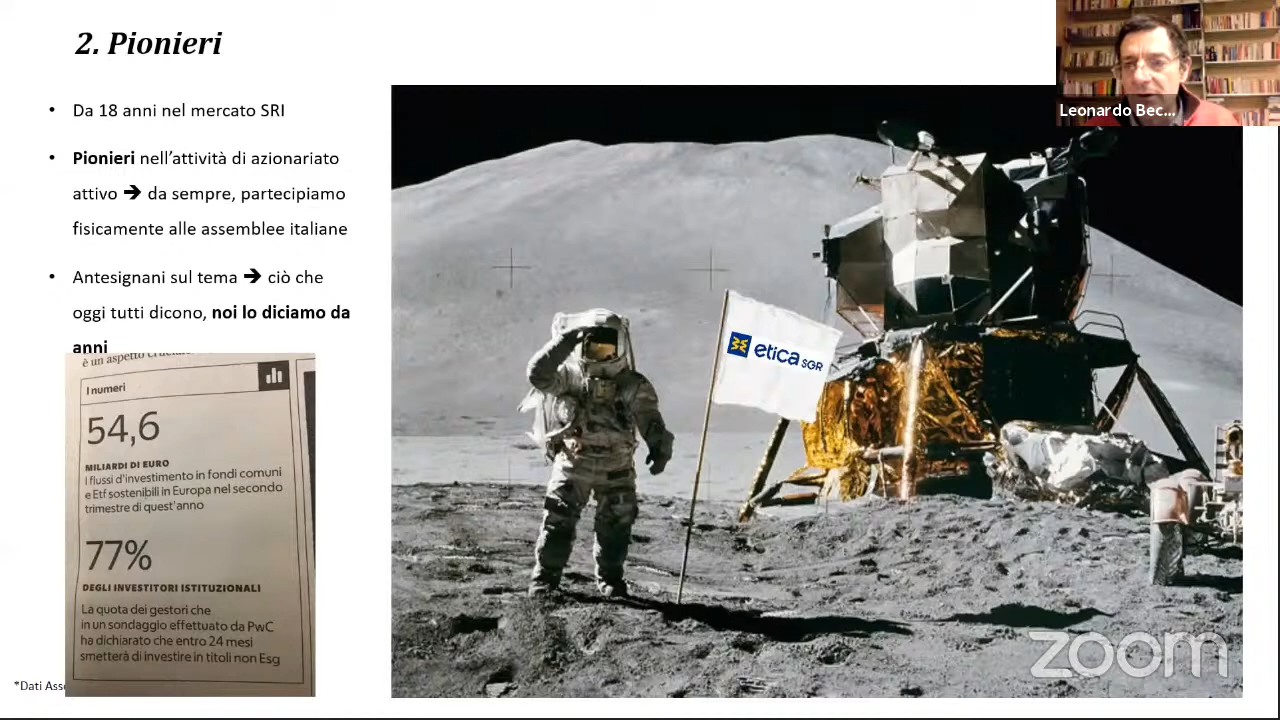 2. Pionieri
• Da 18 anni nel mercato SRI
• Pionieri nell’attività di azionariato
attivo ➔ da sempre, partecipiamo
fisicamente alle assemblee italiane
• Antesignani sul tema ➔ ciò che
oggi tutti dicono, noi lo diciamo da
anni
è un aspetto
I numeri
54,6
MILIARDI DI EURO
I flussi d'investimento in fondi comuni
e Etf sostenibili in Europa nel secondo
trimestre di quest'anno
77%
DEGLI INVESTITORI ISTITUZIONALI
La quota dei gestori che
in un sondaggio effettuato da PwC
ha dichiarato che entro 24 mesi
smetterà di investire in titoli non Esg
*Dati
etica SGR
Leonardo Bec...
zoom